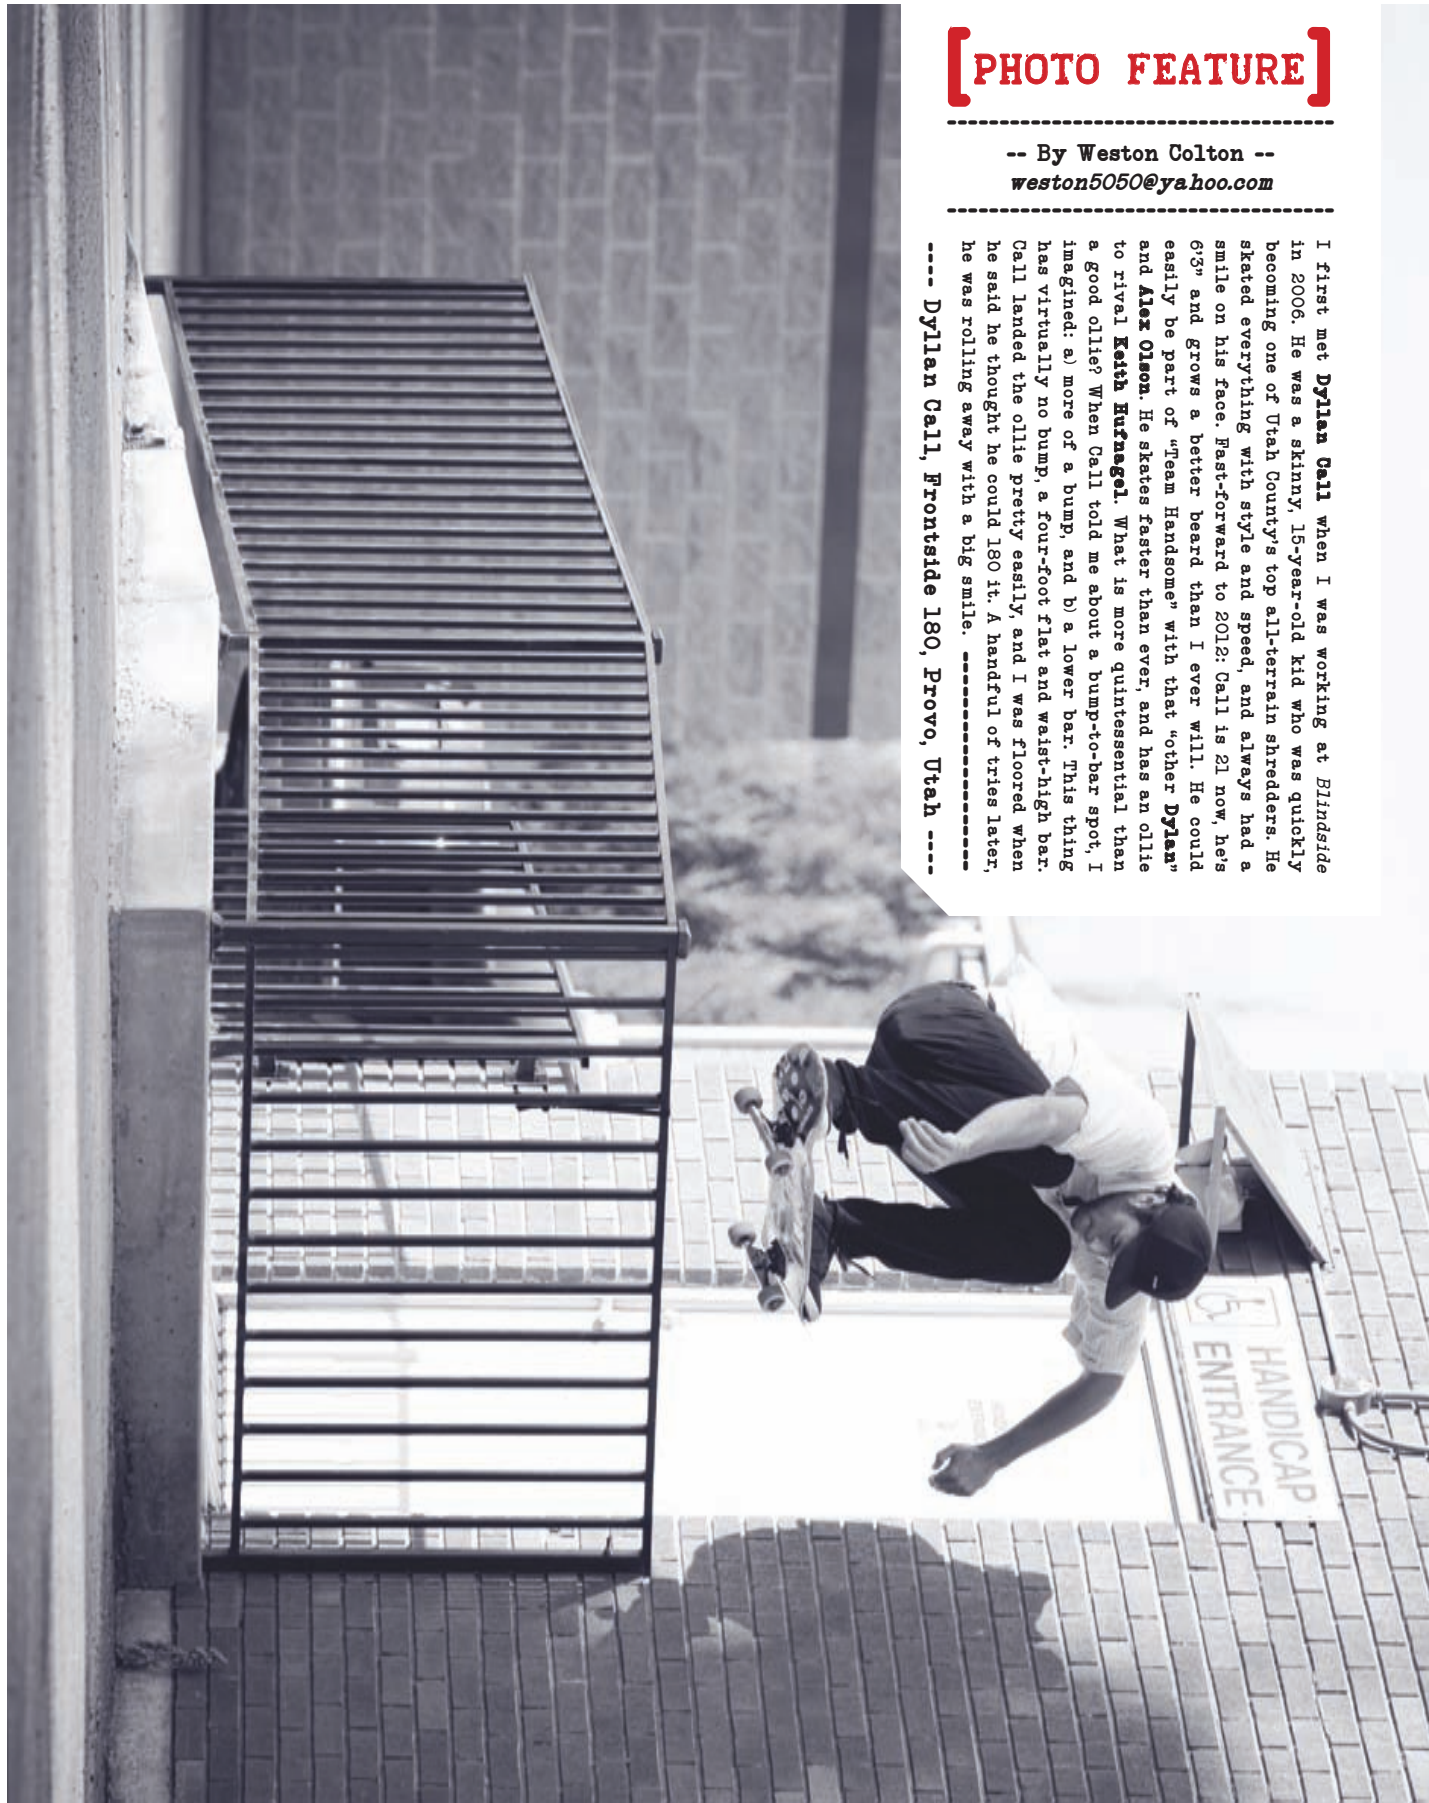 [PHOTO FEATURE]
-- By Weston Colton --
weston5050@yahoo.com
I first met Dyllan Call when I was working at Blindside
in 2006. He was a skinny, 15-year-old kid who was quickly
becoming one of Utah County's top all-terrain shredders. He
skated everything with style and speed, and always had a
smile on his face. Fast-forward to 2012: Call is 21 now, he's
6'3" and grows a better beard than I ever will. He could
easily be part of “Team Handsome” with that “other Dylan”
and Alex Olson. He skates faster than ever, and has an ollie
to rival Keith Hufnagel. What is more quintessential than
a good ollie? When Call told me about a bump-to-bar spot, I
imagined: a) more of a bump, and b) a lower bar. This thing
has virtually no bump, a four-foot flat and waist-high bar.
Call landed the ollie pretty easily, and I was floored when
he said he thought he could 180 it. A handful of tries later,
he was rolling away with a big smile. --------------------
---- Dyllan Call, Frontside 180, Provo, Utah ----
HANDICAP
ENTRANCE